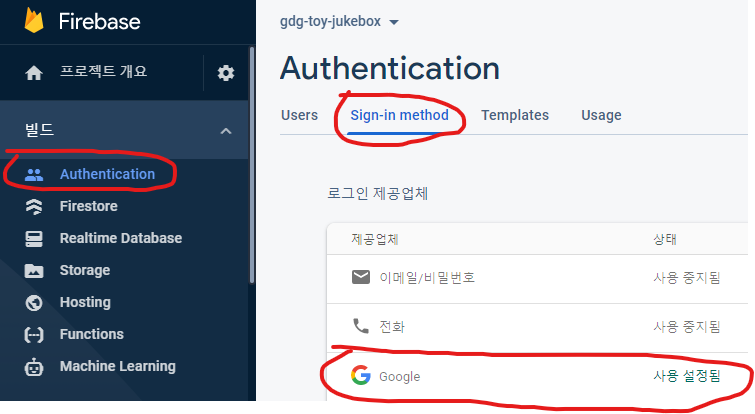 Firebase
프로젝트 개요
빌드
Authentication
Firestore
Realtime Database
Storage
Hosting
Functions
Machine Learning
gdg-toy-jukebox
Authentication
Users Sign-in method Templates Usage
로그인 제공업체
제공업체 상태
이메일/비밀번호 사용 중지됨
전화 사용 중지됨
Google 사용 설정됨